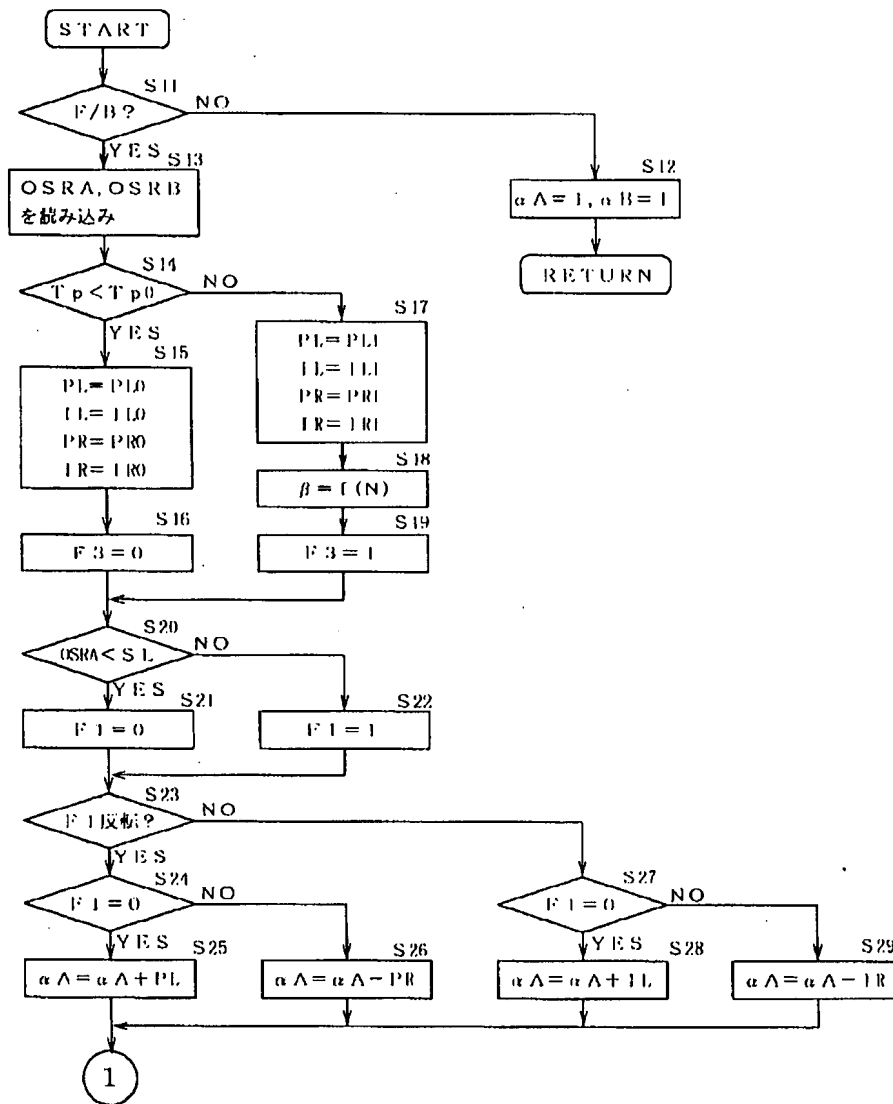 START
S11
F/B?
NO
YES
S13
S12
OSRA, OSRB
を読み込み
αA=1, αB=1
RETURN
S14
Tp<Tp0
NO
YES
S15
S17
PL=PL0
IL=IL0
PR=PR0
IR=IR0
PL=PL1
IL=IL1
PR=PR1
IR=IR1
S18
β=f(N)
S16
S19
F3=0
F3=1
S20
OSRA<SL
NO
YES
S21
S22
F1=0
F1=1
S23
F1反転?
NO
YES
S24
S27
F1=0
NO
F1=0
NO
YES
YES
S25
S26
S28
S29
αA=αA+PL
αA=αA-PR
αA=αA+IL
αA=αA-IR
1